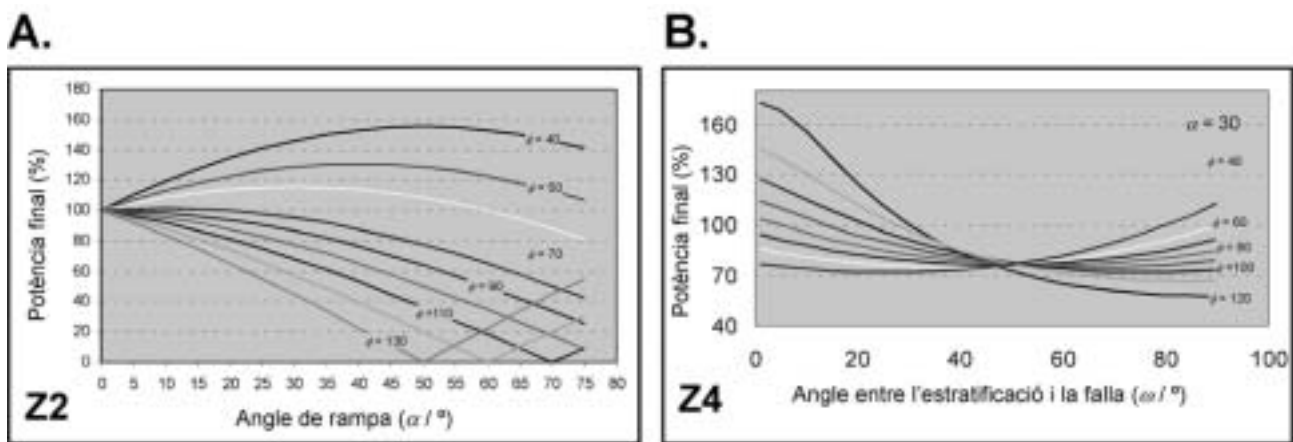 A.
B.
180
160
140
120
100
80
60
40
20
0
Potència final (%)
ϕ = 40
ϕ = 50
ϕ = 70
ϕ = 90
ϕ =110
ϕ = 130
0 5 10 15 20 25 30 35 40 45 50 55 60 65 70 75 80
Z2
Angle de rampa (α / º)
160
130
100
70
40
Potència final (%)
α = 30
ϕ = 40
ϕ = 60
ϕ = 80
ϕ =100
ϕ = 120
0 20 40 60 80 100
Z4
Angle entre l'estratificació i la falla (ω / º)